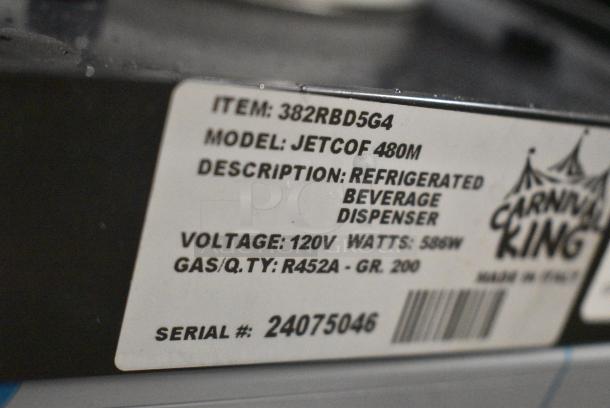 ITEM: 382RBD5G4
MODEL: JETCOF 480M
DESCRIPTION: REFRIGERATED
BEVERAGE
DISPENSER
VOLTAGE: 120V WATTS: 586W
GAS/Q.TY: R452A - GR. 200
SERIAL #: 24075046
CARNIVAL
KING
MADE IN ITALY